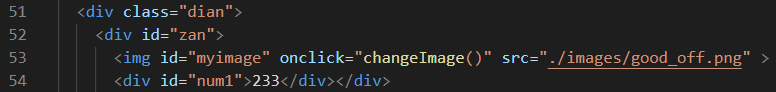 51 <div class="dian">
52 <div id="zan">
53 <img id="myimage" onclick="changeImage()" src="./images/good_off.png" >
54 <div id="num1">233</div></div>